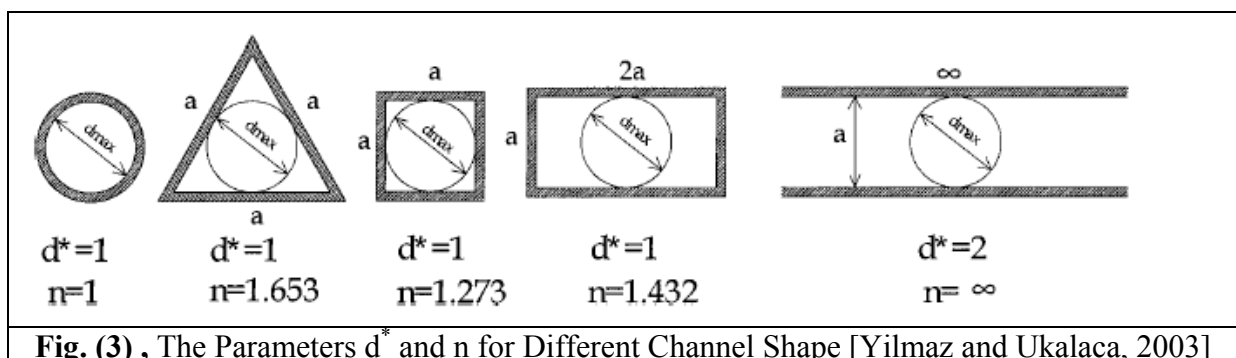 a
2a
∞
dmax
a
a
dmax
a
dmax
a
dmax
a
dmax
a
d*=1
d*=1
d*=1
d*=1
d*=2
n=1
n=1.653
n=1.273
n=1.432
n= ∞
Fig. (3) , The Parameters d* and n for Different Channel Shape [Yilmaz and Ukalaca, 2003]